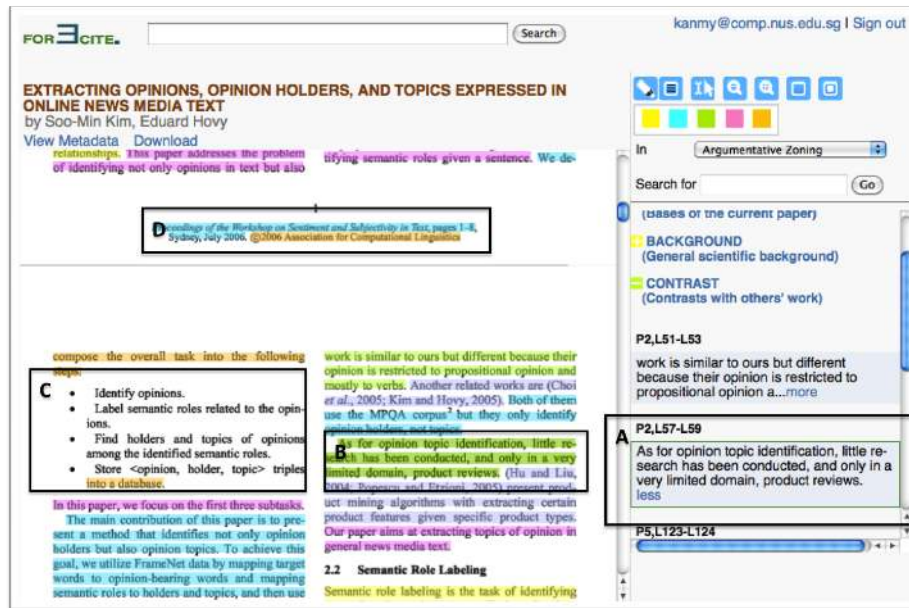 FORECITE.
Search
kanmy@comp.nus.edu.sg | Sign out
EXTRACTING OPINIONS, OPINION HOLDERS, AND TOPICS EXPRESSED IN
ONLINE NEWS MEDIA TEXT
by Soo-Min Kim, Eduard Hovy
View Metadata Download
relationships. This paper addresses the problem
of identifying not only opinions in text but also
tifying semantic roles given a sentence. We de-
D
Proceedings of the Workshop on Sentiment and Subjectivity in Text, pages 1–8,
Sydney, July 2006. ©2006 Association for Computational Linguistics
compose the overall task into the following
steps:
C
• Identify opinions.
• Label semantic roles related to the opin-
ions.
• Find holders and topics of opinions
among the identified semantic roles.
• Store <opinion, holder, topic> triples
into a database.
In this paper, we focus on the first three subtasks.
The main contribution of this paper is to pre-
sent a method that identifies not only opinion
holders but also opinion topics. To achieve this
goal, we utilize FrameNet data by mapping target
words to opinion-bearing words and mapping
semantic roles to holders and topics, and then use
work is similar to ours but different because their
opinion is restricted to propositional opinion and
mostly to verbs. Another related works are (Choi
et al., 2005; Kim and Hovy, 2005). Both of them
use the MPQA corpus2 but they only identify
opinion holders, not topics.
B
As for opinion topic identification, little re-
search has been conducted, and only in a very
limited domain, product reviews. (Hu and Liu,
2004; Popescu and Etzioni, 2005) present prod-
uct mining algorithms with extracting certain
product features given specific product types.
Our paper aims at extracting topics of opinion in
general news media text.
2.2 Semantic Role Labeling
Semantic role labeling is the task of identifying
In Argumentative Zoning
Search for Go
(Bases of the current paper)
BACKGROUND
(General scientific background)
CONTRAST
(Contrasts with others' work)
P2,L51-L53
work is similar to ours but different
because their opinion is restricted to
propositional opinion a...more
A
P2,L57-L59
As for opinion topic identification, little re-
search has been conducted, and only in a
very limited domain, product reviews.
less
P5,L123-L124